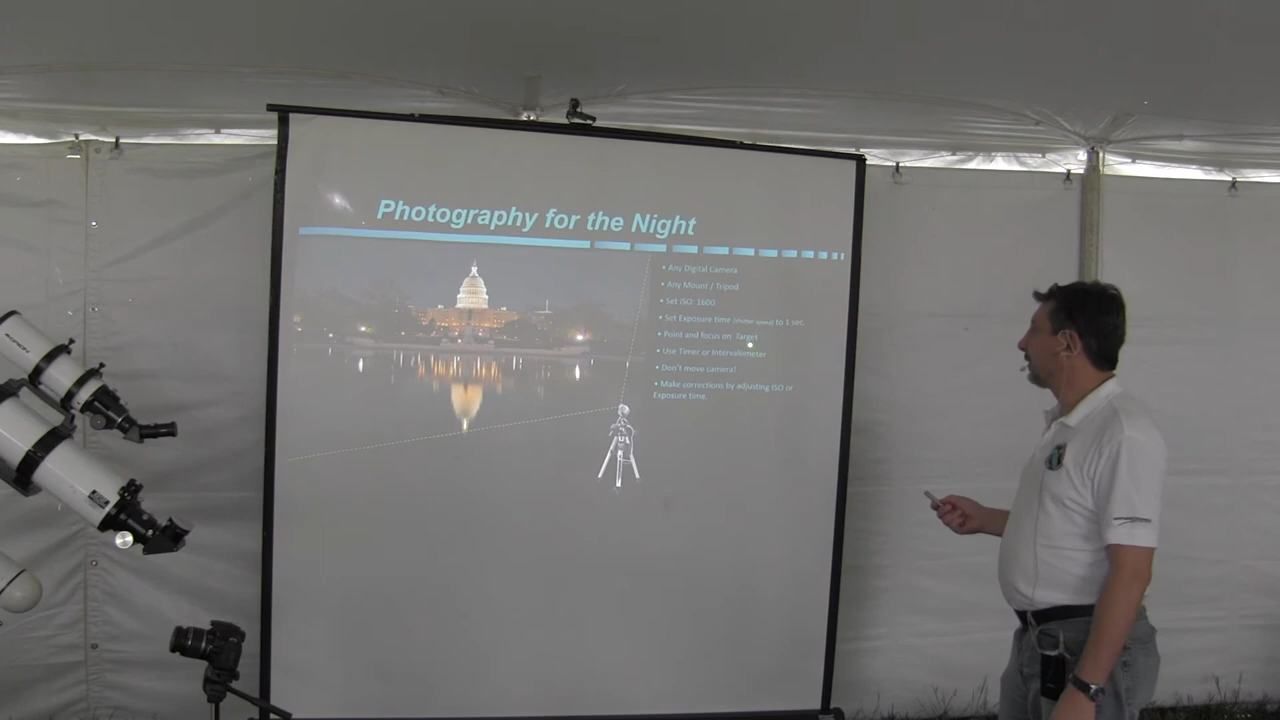 Photography for the Night
• Any Digital Camera
• Any Mount / Tripod
• Set ISO: 1600
• Set Exposure time (shutter speed) to 1 sec.
• Point and focus on Target
• Use Timer or Intervalometer
• Don't move camera!
• Make corrections by adjusting ISO or
Exposure time.